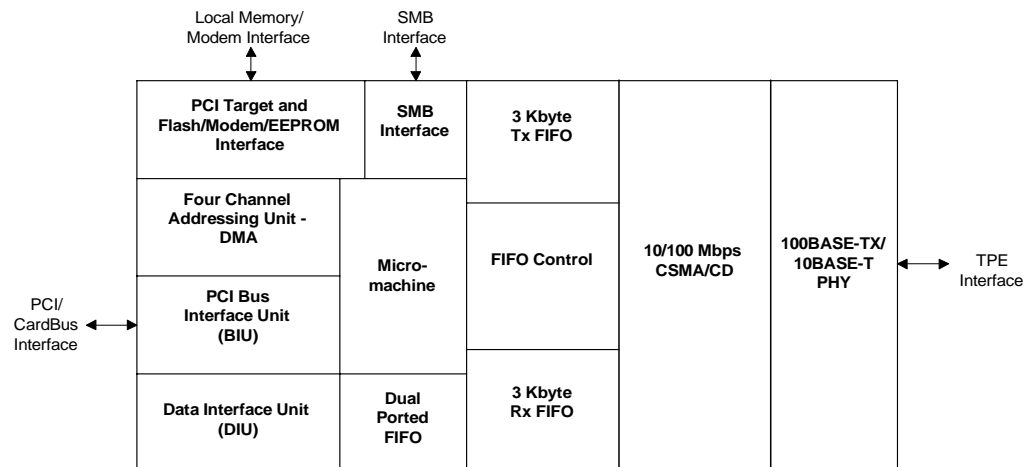 Local Memory/
Modem Interface
SMB
Interface
PCI Target and
Flash/Modem/EEPROM
Interface
SMB
Interface
3 Kbyte
Tx FIFO
Four Channel
Addressing Unit -
DMA
Micro-
machine
FIFO Control
10/100 Mbps
CSMA/CD
100BASE-TX/
10BASE-T
PHY
TPE
Interface
PCI/
CardBus
Interface
PCI Bus
Interface Unit
(BIU)
Data Interface Unit
(DIU)
Dual
Ported
FIFO
3 Kbyte
Rx FIFO